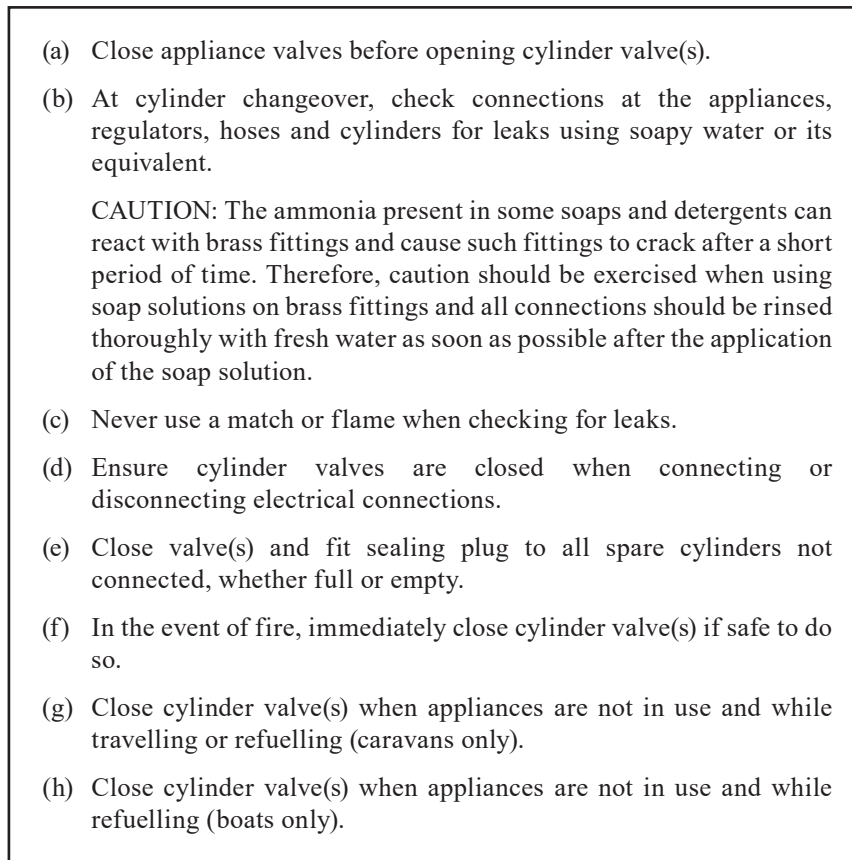 (a) Close appliance valves before opening cylinder valve(s).
(b) At cylinder changeover, check connections at the appliances,
regulators, hoses and cylinders for leaks using soapy water or its
equivalent.
CAUTION: The ammonia present in some soaps and detergents can
react with brass fittings and cause such fittings to crack after a short
period of time. Therefore, caution should be exercised when using
soap solutions on brass fittings and all connections should be rinsed
thoroughly with fresh water as soon as possible after the application
of the soap solution.
(c) Never use a match or flame when checking for leaks.
(d) Ensure cylinder valves are closed when connecting or
disconnecting electrical connections.
(e) Close valve(s) and fit sealing plug to all spare cylinders not
connected, whether full or empty.
(f) In the event of fire, immediately close cylinder valve(s) if safe to do
so.
(g) Close cylinder valve(s) when appliances are not in use and while
travelling or refuelling (caravans only).
(h) Close cylinder valve(s) when appliances are not in use and while
refuelling (boats only).